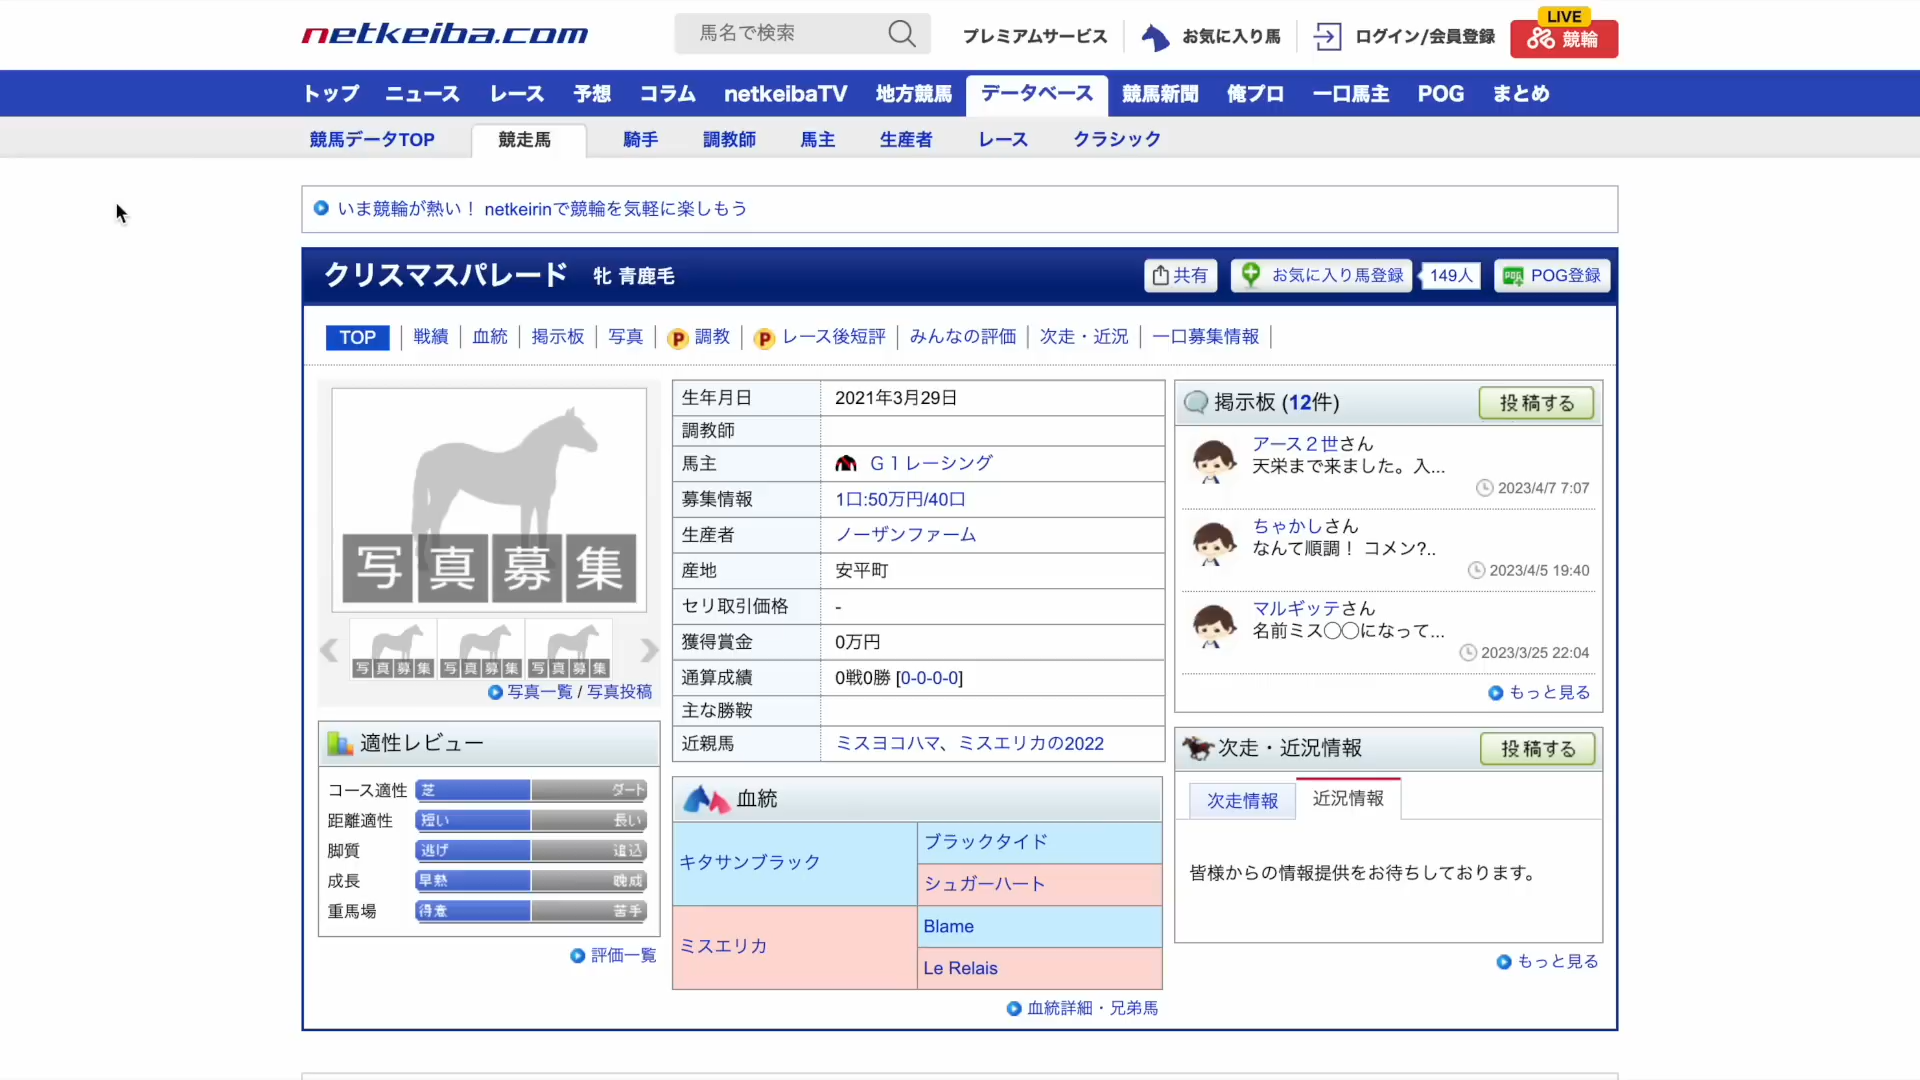 netkeiba.com
馬名で検索
プレミアムサービス
お気に入り馬
ログイン/会員登録
LIVE
競輪
トップ ニュース レース 予想 コラム netkeibaTV 地方競馬 データベース 競馬新聞 俺プロ 一口馬主 POG まとめ
競馬データTOP 競走馬 騎手 調教師 馬主 生産者 レース クラシック
いま競輪が熱い！ netkeirinで競輪を気軽に楽しもう
クリスマスパレード 牝 青鹿毛
共有
お気に入り馬登録
149人
POG登録
TOP 戦績 血統 掲示板 写真 P 調教 P レース後短評 みんなの評価 次走・近況 一口募集情報
写真募集
写真募集 写真募集 写真募集
写真一覧 / 写真投稿
適性レビュー
コース適性 芝 ダート
距離適性 短い 長い
脚質 逃げ 追込
成長 早熟 晩成
重馬場 得意 苦手
評価一覧
生年月日 2021年3月29日
調教師
馬主 Ｇ１レーシング
募集情報 1口:50万円/40口
生産者 ノーザンファーム
産地 安平町
セリ取引価格 -
獲得賞金 0万円
通算成績 0戦0勝 [0-0-0-0]
主な勝鞍
近親馬 ミスヨコハマ、ミスエリカの2022
血統
キタサンブラック
ブラックタイド
シュガーハート
ミスエリカ
Blame
Le Relais
血統詳細・兄弟馬
掲示板 (12件)
投稿する
アース２世さん
天栄まで来ました。入...
2023/4/7 7:07
ちゃかしさん
なんて順調！ コメン?..
2023/4/5 19:40
マルギッテさん
名前ミス◯◯になって...
2023/3/25 22:04
もっと見る
次走・近況情報
投稿する
次走情報 近況情報
皆様からの情報提供をお待ちしております。
もっと見る